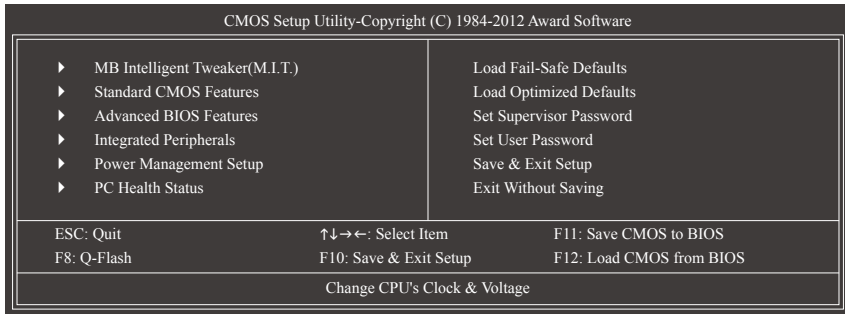 CMOS Setup Utility-Copyright (C) 1984-2012 Award Software
MB Intelligent Tweaker(M.I.T.)
Standard CMOS Features
Advanced BIOS Features
Integrated Peripherals
Power Management Setup
PC Health Status
Load Fail-Safe Defaults
Load Optimized Defaults
Set Supervisor Password
Set User Password
Save & Exit Setup
Exit Without Saving
ESC: Quit ↑↓→←: Select Item F11: Save CMOS to BIOS
F8: Q-Flash F10: Save & Exit Setup F12: Load CMOS from BIOS
Change CPU's Clock & Voltage